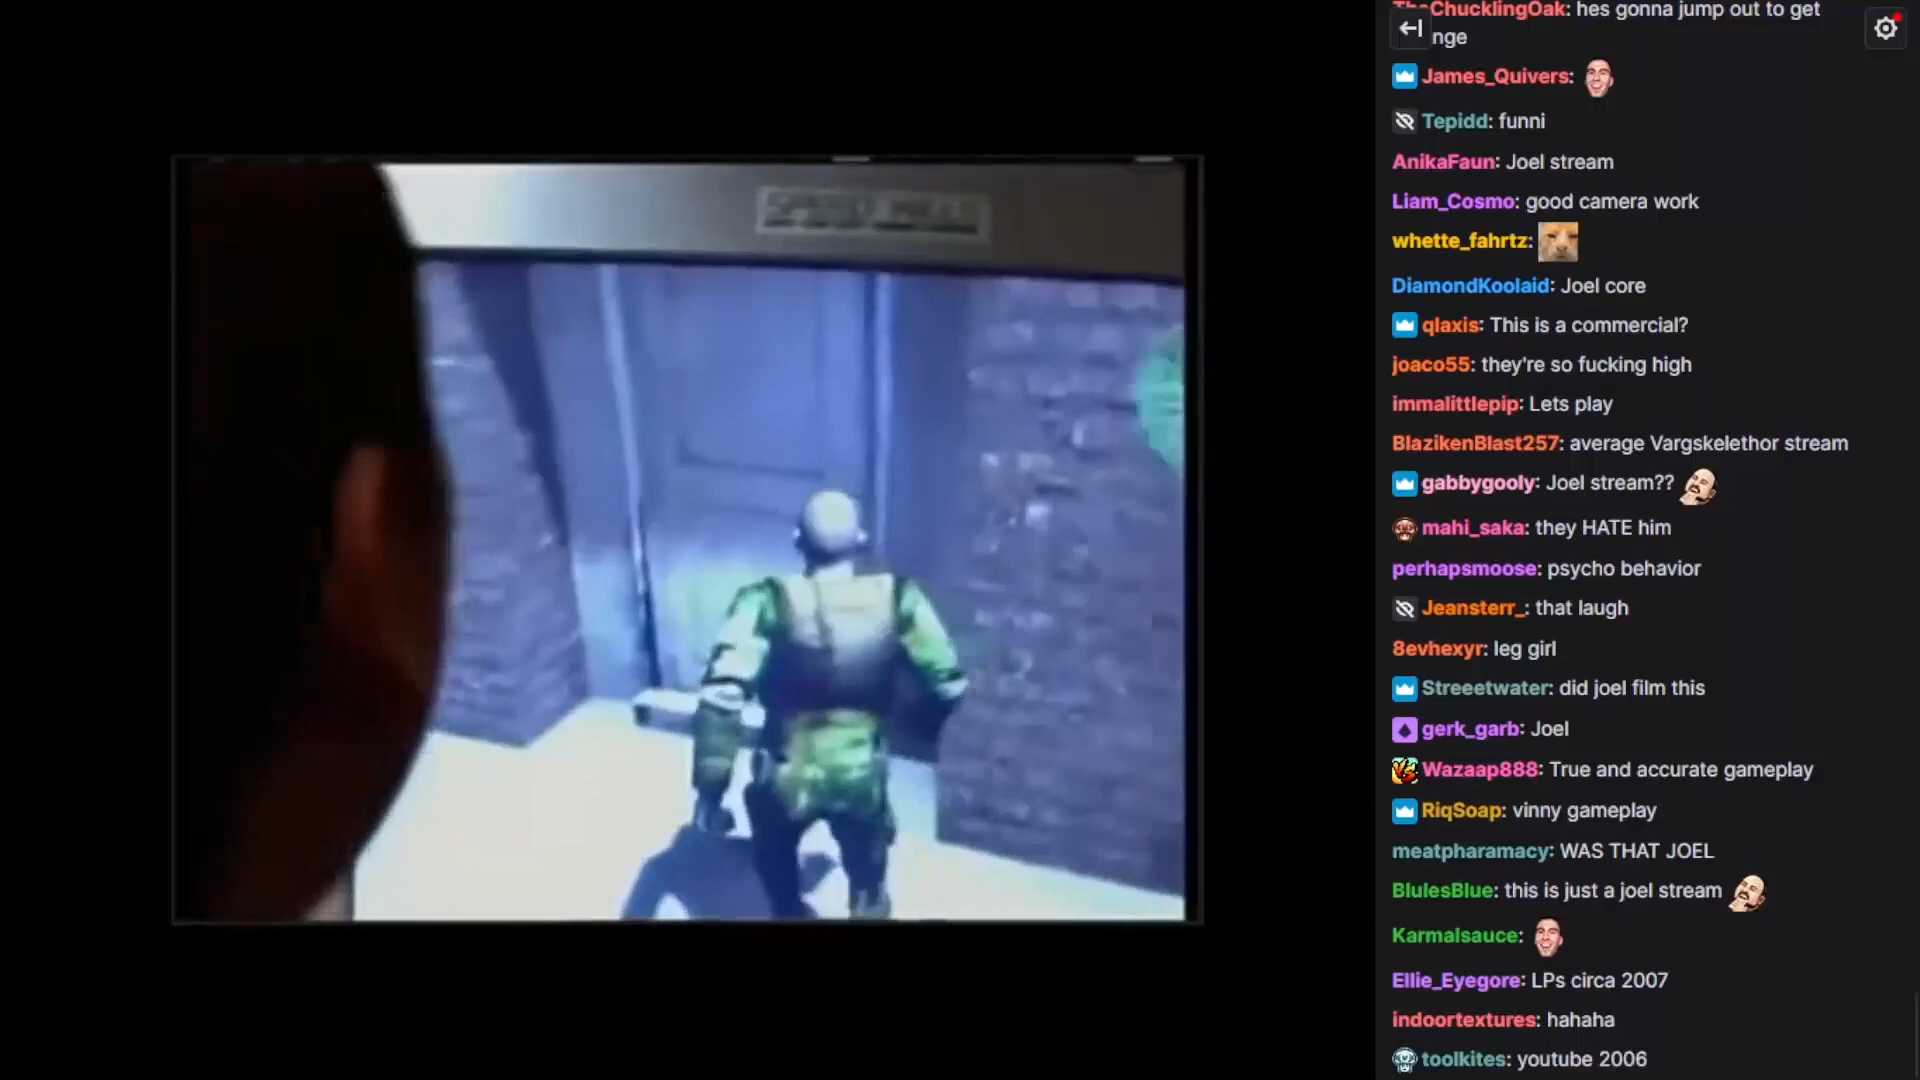 TheChucklingOak: hes gonna jump out to get
nge
James_Quivers:
Tepidd: funni
AnikaFaun: Joel stream
Liam_Cosmo: good camera work
whette_fahrtz:
DiamondKoolaid: Joel core
qlaxis: This is a commercial?
joaco55: they're so fucking high
immalittlepip: Lets play
BlazikenBlast257: average Vargskelethor stream
gabbygooly: Joel stream??
mahi_saka: they HATE him
perhapsmoose: psycho behavior
Jeansterr_: that laugh
8evhexyr: leg girl
Streeetwater: did joel film this
gerk_garb: Joel
Wazaap888: True and accurate gameplay
RiqSoap: vinny gameplay
meatpharamacy: WAS THAT JOEL
BlulesBlue: this is just a joel stream
Karmalsauce:
Ellie_Eyegore: LPs circa 2007
indoortextures: hahaha
toolkites: youtube 2006